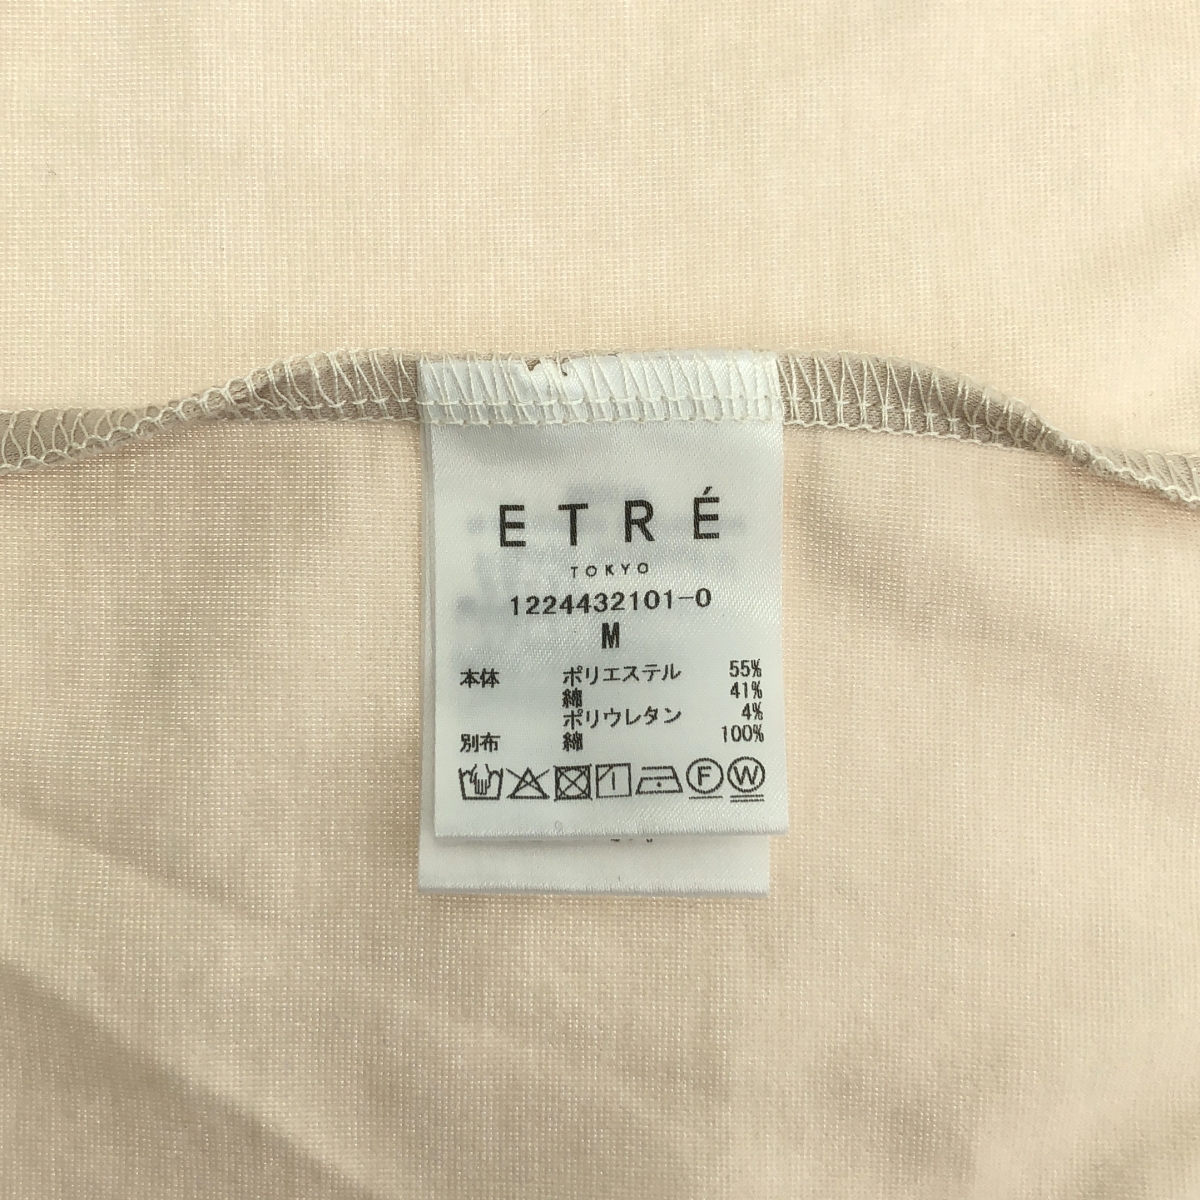 ETRÉ
TOKYO
1224432101-0
M
本体 ポリエステル 55%
綿 41%
ポリウレタン 4%
別布 綿 100%
F W